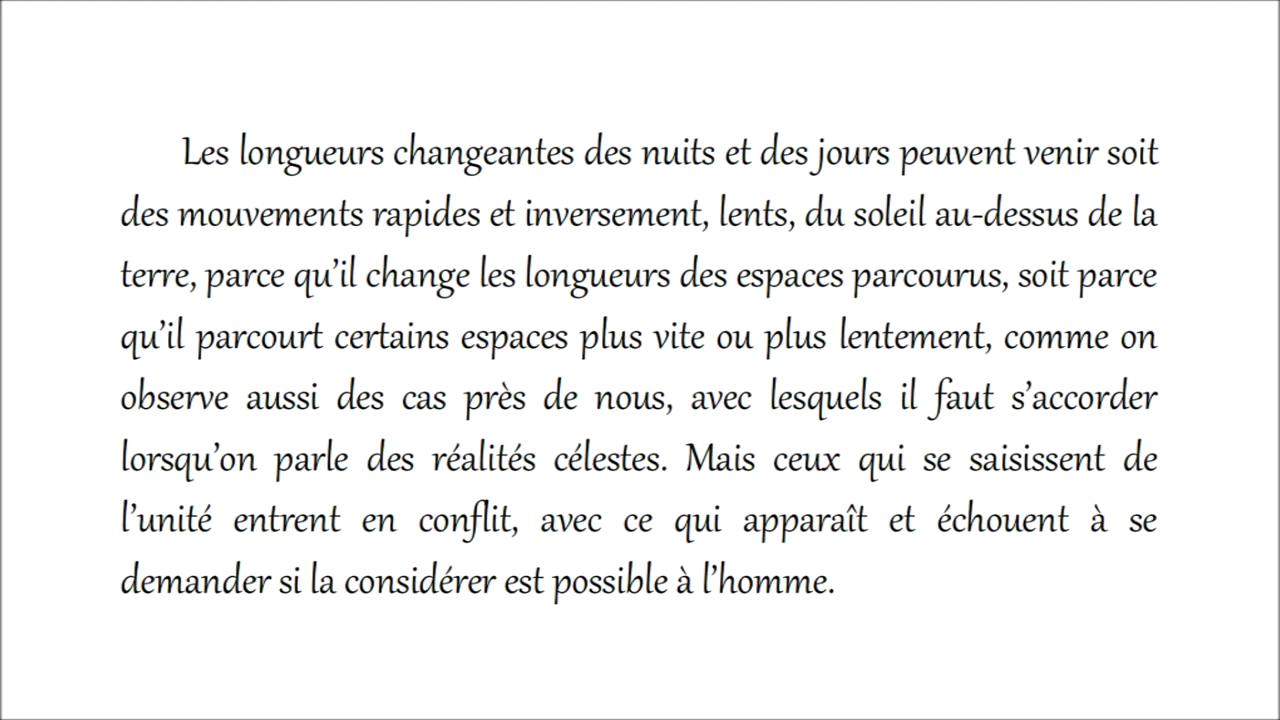 Les longueurs changeantes des nuits et des jours peuvent venir soit
des mouvements rapides et inversement, lents, du soleil au-dessus de la
terre, parce qu’il change les longueurs des espaces parcourus, soit parce
qu’il parcourt certains espaces plus vite ou plus lentement, comme on
observe aussi des cas près de nous, avec lesquels il faut s’accorder
lorsqu’on parle des réalités célestes. Mais ceux qui se saisissent de
l’unité entrent en conflit, avec ce qui apparaît et échouent à se
demander si la considérer est possible à l’homme.